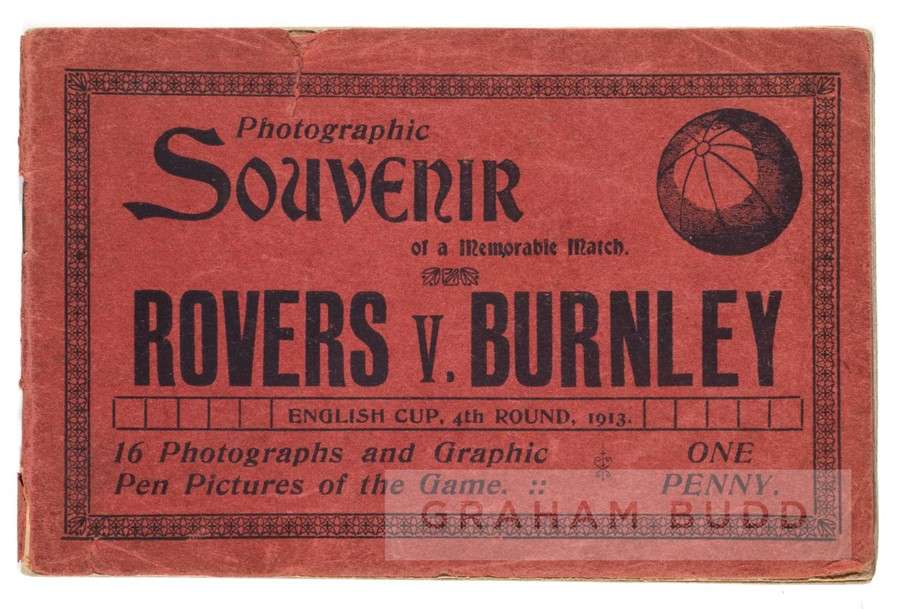 Photographic
Souvenir
of a Memorable Match.
ROVERS V. BURNLEY
ENGLISH CUP, 4th ROUND, 1913.
16 Photographs and Graphic
Pen Pictures of the Game. ::
ONE
PENNY.
GRAHAM BUDD